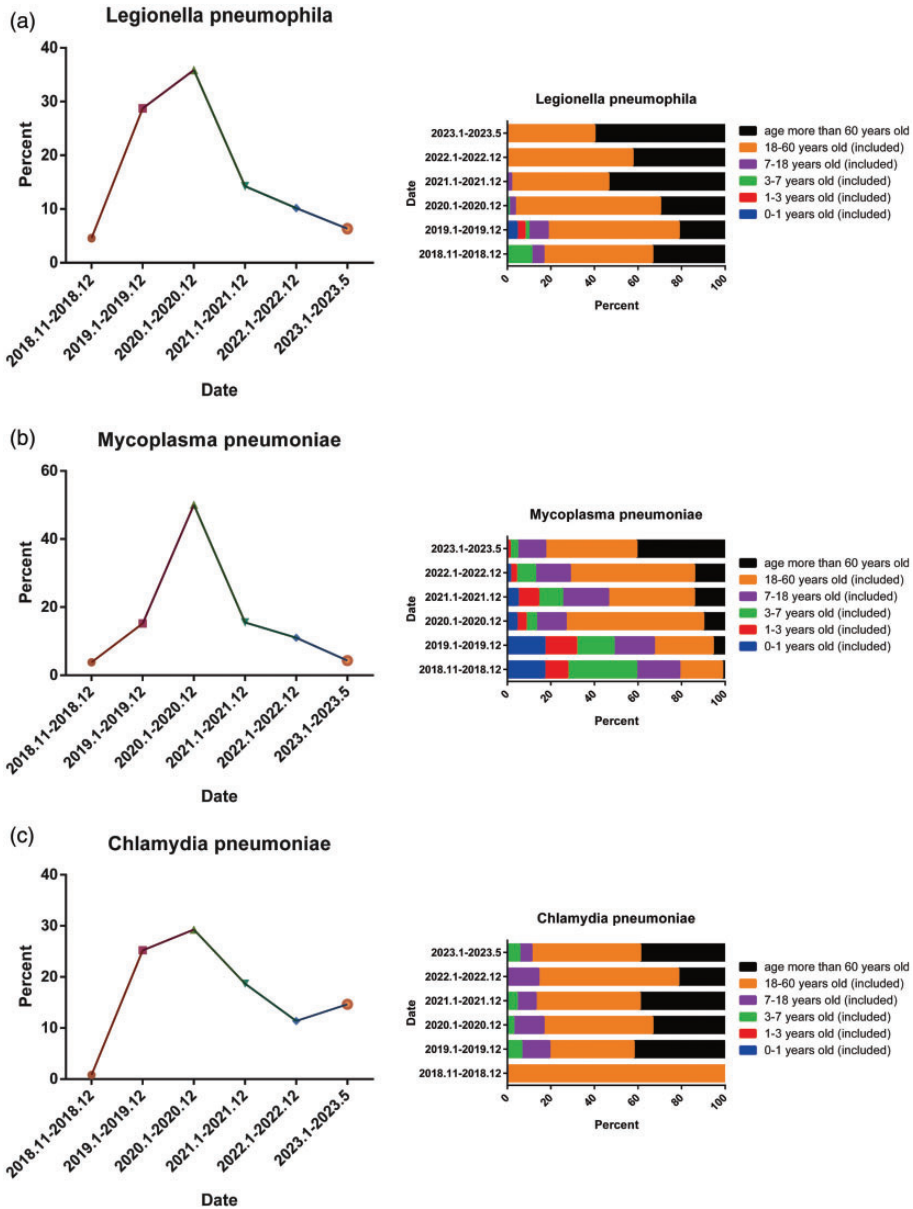 (a)
Legionella pneumophila
40
30
20
10
0
Percent
2018.11-2018.12
2019.1-2019.12
2020.1-2020.12
2021.1-2021.12
2022.1-2022.12
2023.1-2023.5
Date
Legionella pneumophila
Date
2023.1-2023.5
2022.1-2022.12
2021.1-2021.12
2020.1-2020.12
2019.1-2019.12
2018.11-2018.12
0
20
40
60
80
100
Percent
age more than 60 years old
18-60 years old (included)
7-18 years old (included)
3-7 years old (included)
1-3 years old (included)
0-1 years old (included)
(b)
Mycoplasma pneumoniae
60
40
20
0
Percent
2018.11-2018.12
2019.1-2019.12
2020.1-2020.12
2021.1-2021.12
2022.1-2022.12
2023.1-2023.5
Date
Mycoplasma pneumoniae
Date
2023.1-2023.5
2022.1-2022.12
2021.1-2021.12
2020.1-2020.12
2019.1-2019.12
2018.11-2018.12
0
20
40
60
80
100
Percent
age more than 60 years old
18-60 years old (included)
7-18 years old (included)
3-7 years old (included)
1-3 years old (included)
0-1 years old (included)
(c)
Chlamydia pneumoniae
40
30
20
10
0
Percent
2018.11-2018.12
2019.1-2019.12
2020.1-2020.12
2021.1-2021.12
2022.1-2022.12
2023.1-2023.5
Date
Chlamydia pneumoniae
Date
2023.1-2023.5
2022.1-2022.12
2021.1-2021.12
2020.1-2020.12
2019.1-2019.12
2018.11-2018.12
0
20
40
60
80
100
Percent
age more than 60 years old
18-60 years old (included)
7-18 years old (included)
3-7 years old (included)
1-3 years old (included)
0-1 years old (included)